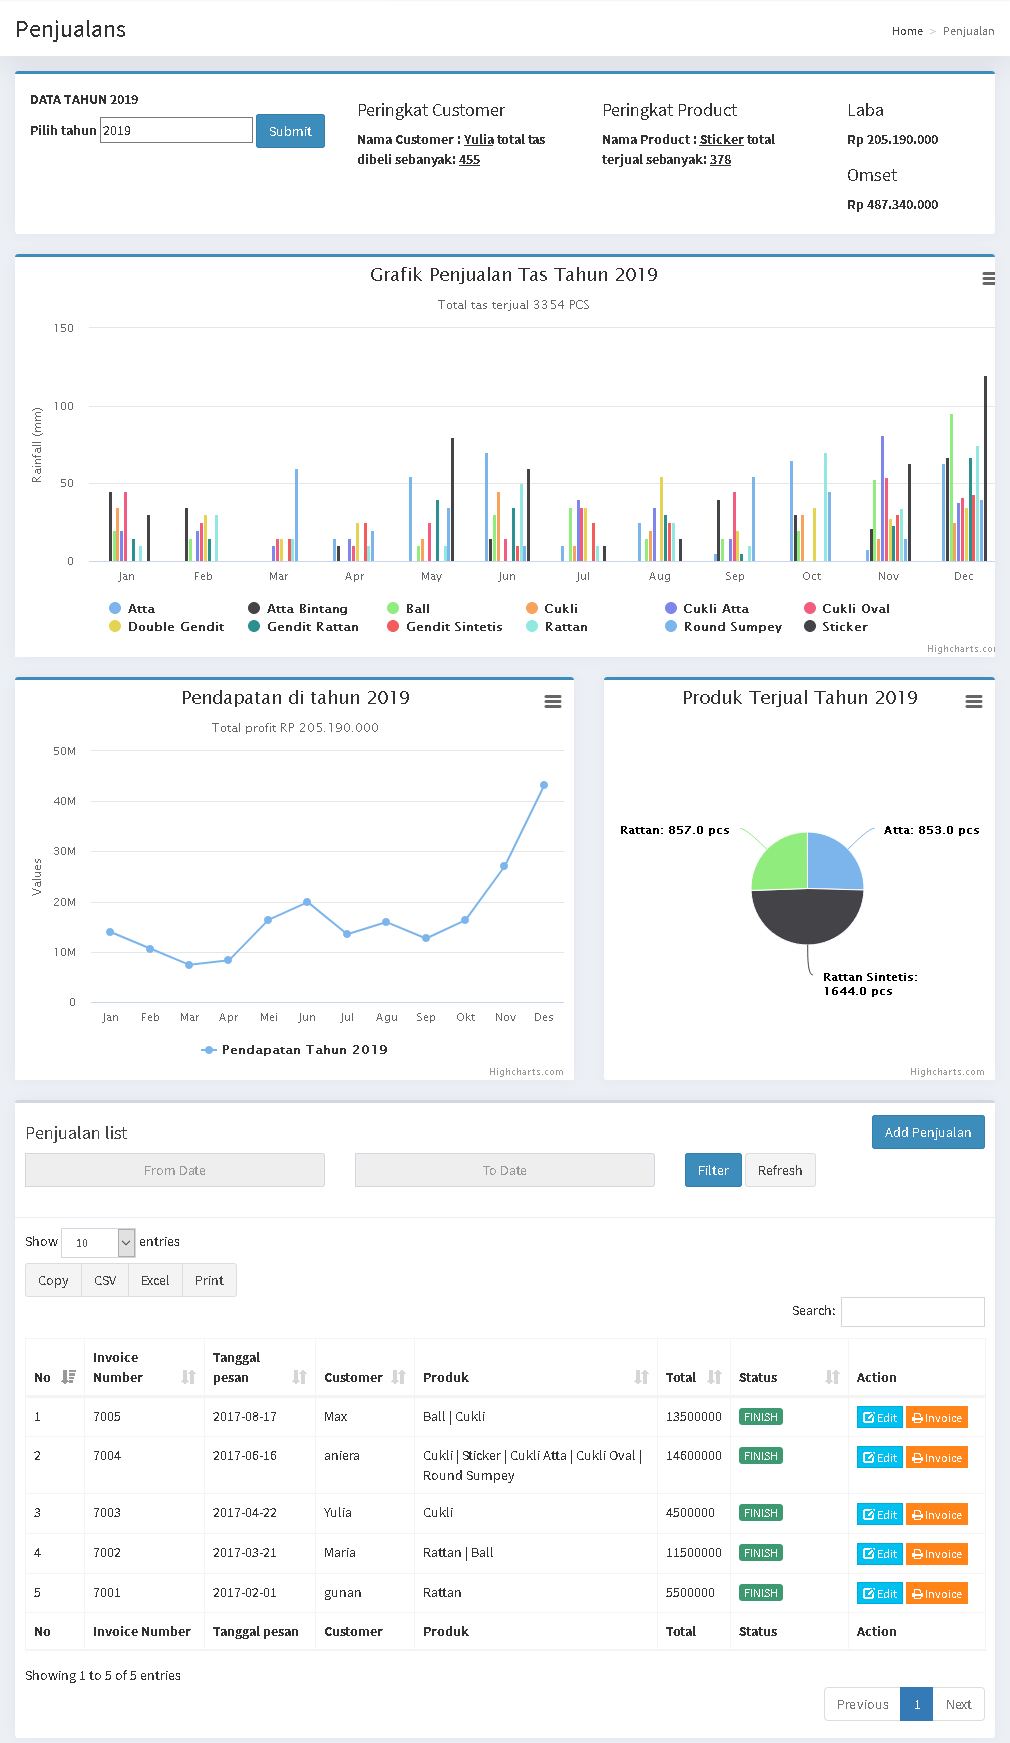 Penjualans
Home > Penjualan
DATA TAHUN 2019
Pilih tahun 2019 Submit
Peringkat Customer
Nama Customer : Yulia total tas
dibeli sebanyak: 455
Peringkat Product
Nama Product : Sticker total
terjual sebanyak: 378
Laba
Rp 205.190.000
Omset
Rp 487.340.000
Grafik Penjualan Tas Tahun 2019
Total tas terjual 3354 PCS
Rainfall (mm)
150
100
50
0
Jan Feb Mar Apr May Jun Jul Aug Sep Oct Nov Dec
Atta Atta Bintang Ball Cukli Cukli Atta Cukli Oval
Double Gendit Gendit Rattan Gendit Sintetis Rattan Round Sumpey Sticker
Highcharts.co
Pendapatan di tahun 2019
Total profit RP 205.190.000
Values
50M
40M
30M
20M
10M
0
Jan Feb Mar Apr Mei Jun Jul Agu Sep Okt Nov Des
Pendapatan Tahun 2019
Highcharts.com
Produk Terjual Tahun 2019
Rattan: 857.0 pcs
Atta: 853.0 pcs
Rattan Sintetis:
1644.0 pcs
Highcharts.com
Penjualan list
Add Penjualan
From Date To Date Filter Refresh
Show 10 entries
Copy CSV Excel Print
Search:
No Invoice Number Tanggal pesan Customer Produk Total Status Action
1 7005 2017-08-17 Max Ball | Cukli 13500000 FINISH Edit Invoice
2 7004 2017-06-16 aniera Cukli | Sticker | Cukli Atta | Cukli Oval | Round Sumpey 14600000 FINISH Edit Invoice
3 7003 2017-04-22 Yulia Cukli 4500000 FINISH Edit Invoice
4 7002 2017-03-21 Maria Rattan | Ball 11500000 FINISH Edit Invoice
5 7001 2017-02-01 gunan Rattan 5500000 FINISH Edit Invoice
No Invoice Number Tanggal pesan Customer Produk Total Status Action
Showing 1 to 5 of 5 entries
Previous 1 Next